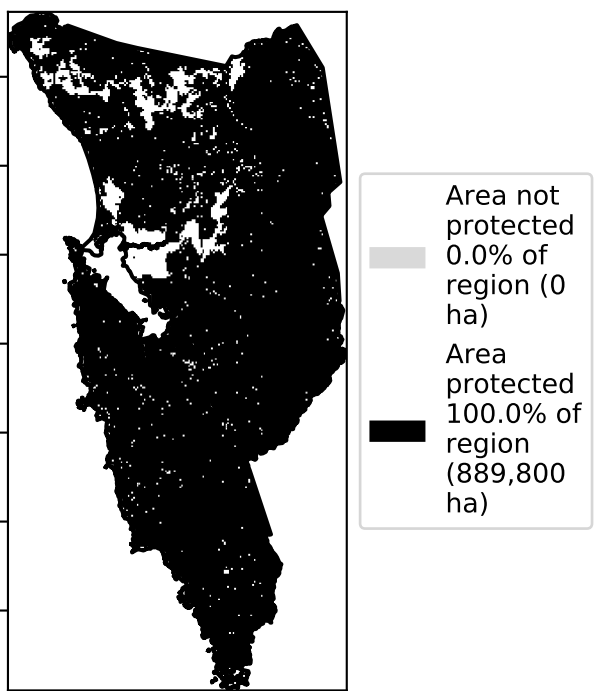 Area not
protected
0.0% of
region (0
ha)
Area
protected
100.0% of
region
(889,800
ha)